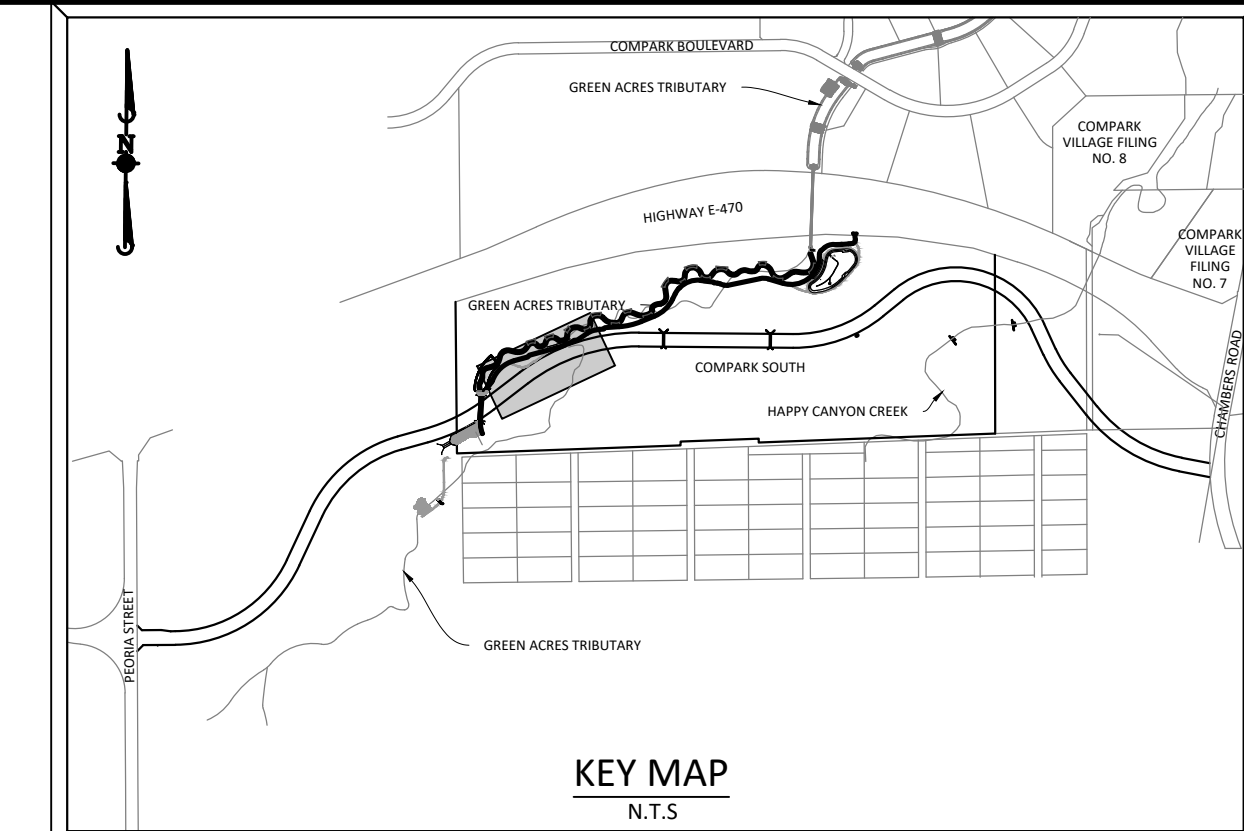 COMPARK BOULEVARD
GREEN ACRES TRIBUTARY
COMPARK
VILLAGE FILING
NO. 8
N
HIGHWAY E-470
COMPARK
VILLAGE
FILING
NO. 7
GREEN ACRES TRIBUTARY
COMPARK SOUTH
HAPPY CANYON CREEK
CHAMBERS ROAD
PEORIA STREET
GREEN ACRES TRIBUTARY
KEY MAP
N.T.S